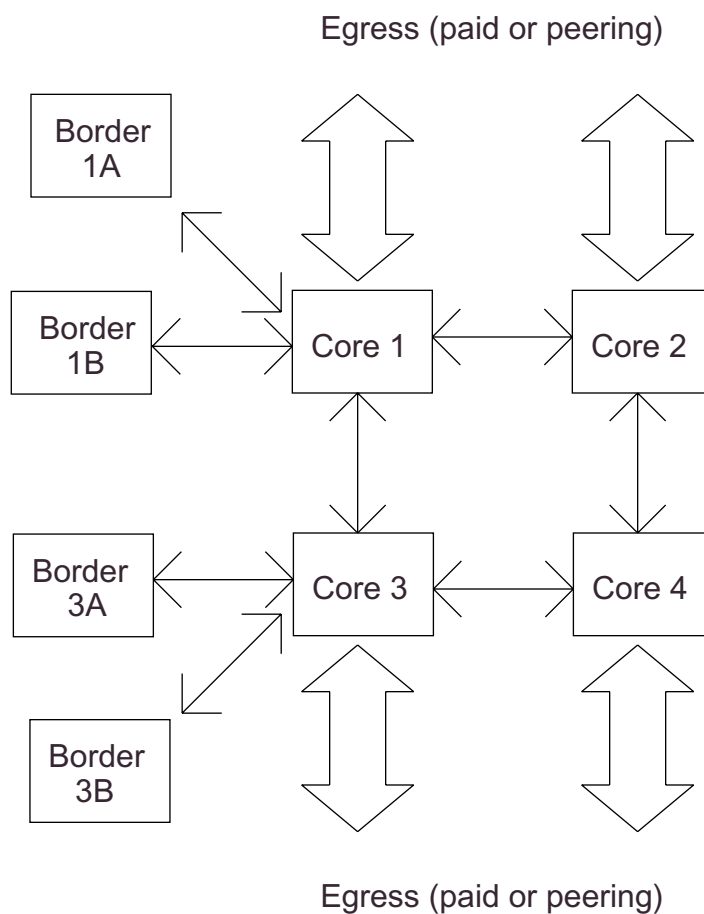 Egress (paid or peering)
Border
1A
Border
1B
Core 1
Core 2
Border
3A
Core 3
Core 4
Border
3B
Egress (paid or peering)